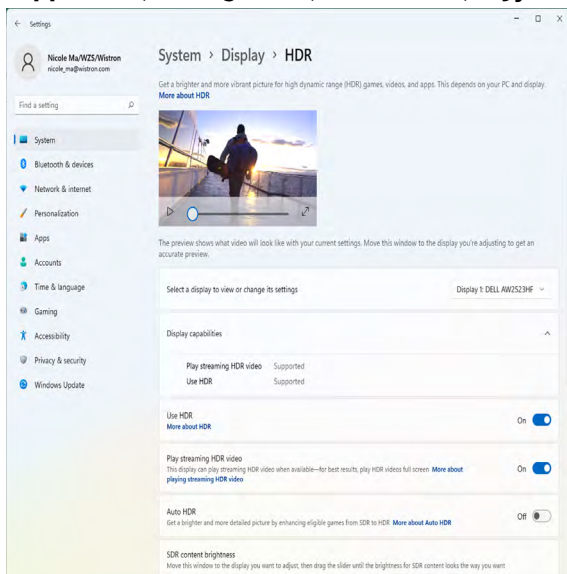 Settings
Nicole Ma/WZS/Wistron
nicole_ma@wistron.com
Find a setting
System
Bluetooth & devices
Network & internet
Personalization
Apps
Accounts
Time & language
Gaming
Accessibility
Privacy & security
Windows Update
System > Display > HDR
Get a brighter and more vibrant picture for high dynamic range (HDR) games, videos, and apps. This depends on your PC and display.
More about HDR
The preview shows what video will look like with your current settings. Move this window to the display you're adjusting to get an
accurate preview.
Select a display to view or change its settings
Display 1: DELL AW2523HF
Display capabilities
Play streaming HDR video Supported
Use HDR Supported
Use HDR
More about HDR
On
Play streaming HDR video
This display can play streaming HDR video when available—for best results, play HDR videos full screen More about
playing streaming HDR video
On
Auto HDR
Get a brighter and more detailed picture by enhancing eligible games from SDR to HDR More about Auto HDR
Off
SDR content brightness
Move this window to the display you want to adjust, then drag the slider until the brightness for SDR content looks the way you want